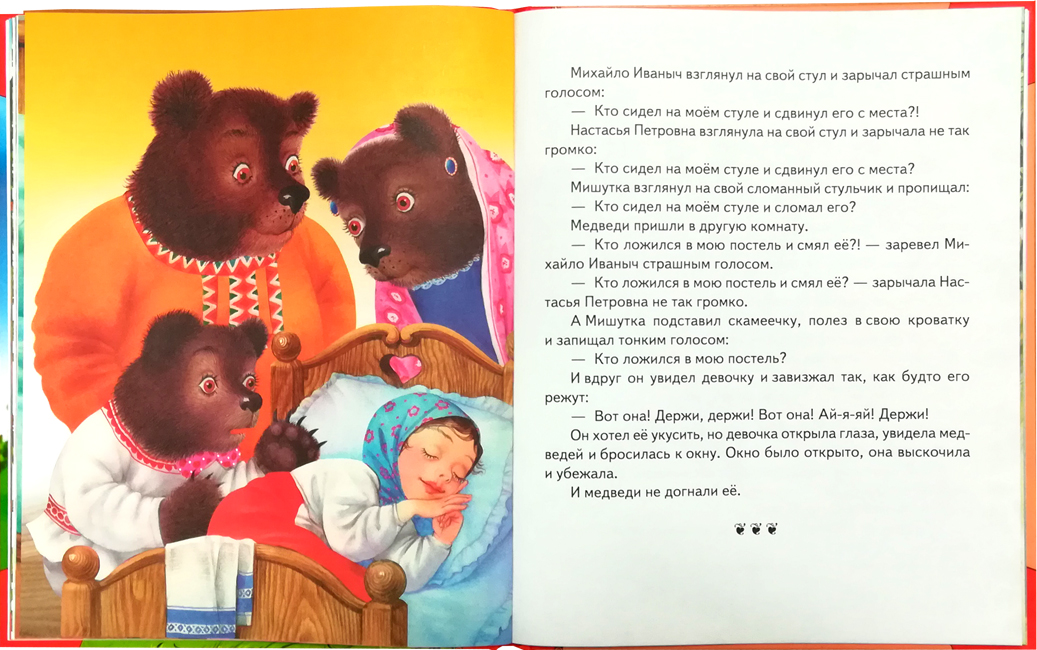 Михайло Иваныч взглянул на свой стул и зарычал страшным
голосом:
— Кто сидел на моём стуле и сдвинул его с места?!
Настасья Петровна взглянула на свой стул и зарычала не так
громко:
— Кто сидел на моём стуле и сдвинул его с места?
Мишутка взглянул на свой сломанный стульчик и пропищал:
— Кто сидел на моём стуле и сломал его?
Медведи пришли в другую комнату.
— Кто ложился в мою постель и смял её?! — заревел Ми-
хайло Иваныч страшным голосом.
— Кто ложился в мою постель и смял её? — зарычала Нас-
тасья Петровна не так громко.
А Мишутка подставил скамеечку, полез в свою кроватку
и запищал тонким голосом:
— Кто ложился в мою постель?
И вдруг он увидел девочку и завизжал так, как будто его
режут:
— Вот она! Держи, держи! Вот она! Ай-я-яй! Держи!
Он хотел её укусить, но девочка открыла глаза, увидела мед-
ведей и бросилась к окну. Окно было открыто, она выскочила
и убежала.
И медведи не догнали её.